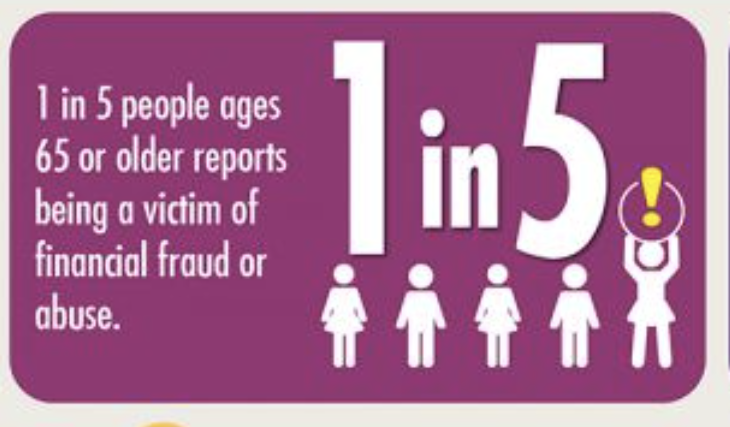 1 in 5 people ages
65 or older reports
being a victim of
financial fraud or
abuse.
1 in 5
!